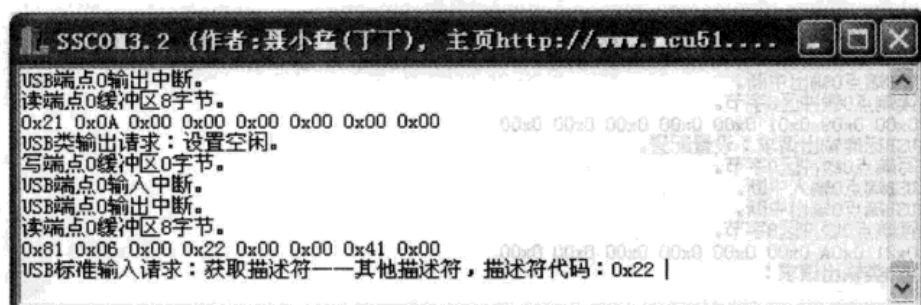 SSCOM3.2 (作者:聂小猛(丁丁), 主页http://www.mcu51....
USB端点0输出中断。
读端点0缓冲区8字节。
0x21 0x0A 0x00 0x00 0x00 0x00 0x00 0x00
USB类输出请求：设置空闲。
写端点0缓冲区0字节。
USB端点0输入中断。
USB端点0输出中断。
读端点0缓冲区8字节。
0x81 0x06 0x00 0x22 0x00 0x00 0x41 0x00
USB标准输入请求：获取描述符——其他描述符，描述符代码：0x22